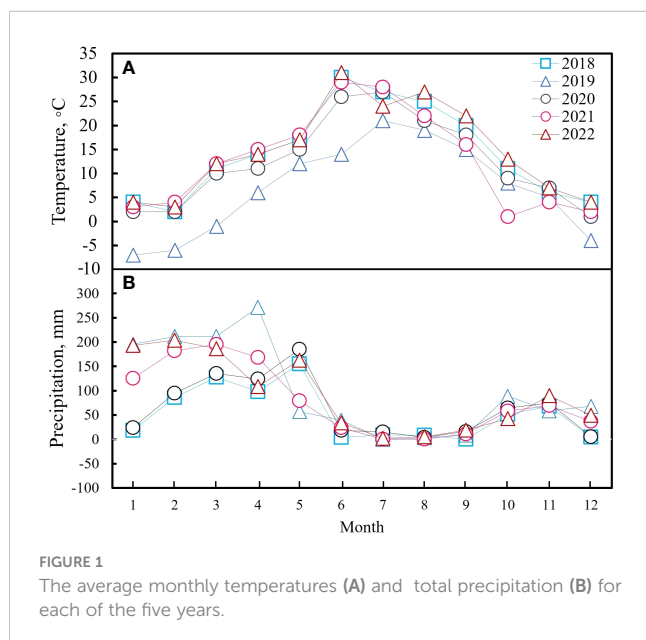 35
30
25
20
15
10
5
0
-5
-10
Temperature, °C
A
2018
2019
2020
2021
2022
300
250
200
150
100
50
0
-50
-100
Precipitation, mm
B
1 2 3 4 5 6 7 8 9 10 11 12
Month
FIGURE 1
The average monthly temperatures (A) and total precipitation (B) for
each of the five years.